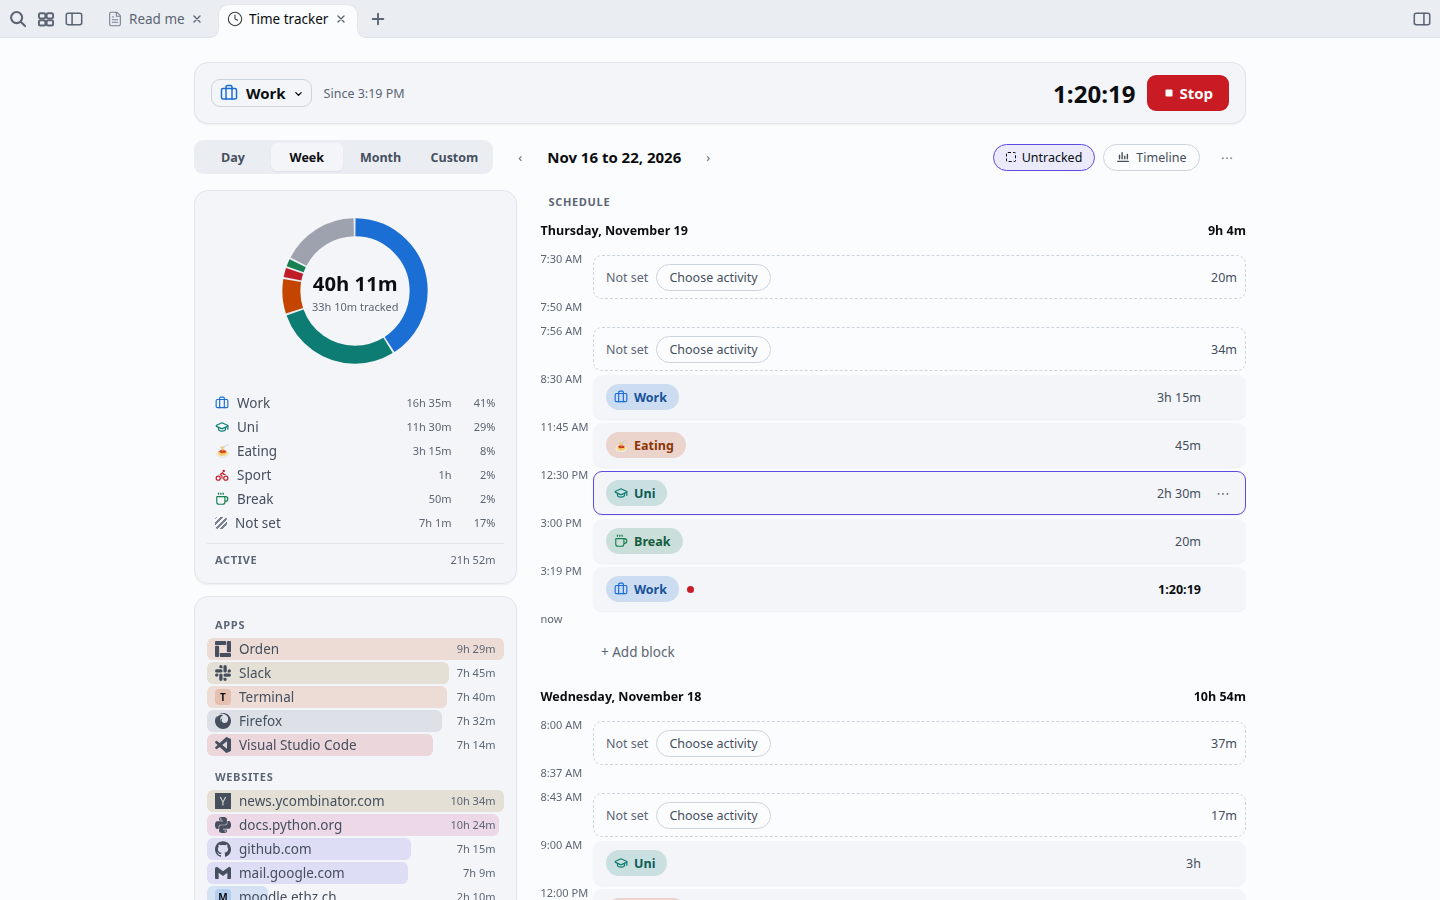 Read me
Time tracker
Work
Since 3:19 PM
1:20:19
Stop
Day
Week
Month
Custom
Nov 16 to 22, 2026
Untracked
Timeline
40h 11m
33h 10m tracked
Work 16h 35m 41%
Uni 11h 30m 29%
Eating 3h 15m 8%
Sport 1h 2%
Break 50m 2%
Not set 7h 1m 17%
ACTIVE 21h 52m
APPS
Orden 9h 29m
Slack 7h 45m
T Terminal 7h 40m
Firefox 7h 32m
Visual Studio Code 7h 14m
WEBSITES
Y news.ycombinator.com 10h 34m
docs.python.org 10h 24m
github.com 7h 15m
mail.google.com 7h 9m
M moodle.ethz.ch 2h 10m
SCHEDULE
Thursday, November 19 9h 4m
7:30 AM
Not set Choose activity 20m
7:50 AM
7:56 AM
Not set Choose activity 34m
8:30 AM
Work 3h 15m
11:45 AM
Eating 45m
12:30 PM
Uni 2h 30m ···
3:00 PM
Break 20m
3:19 PM
Work 1:20:19
now
+ Add block
Wednesday, November 18 10h 54m
8:00 AM
Not set Choose activity 37m
8:37 AM
8:43 AM
Not set Choose activity 17m
9:00 AM
Uni 3h
12:00 PM